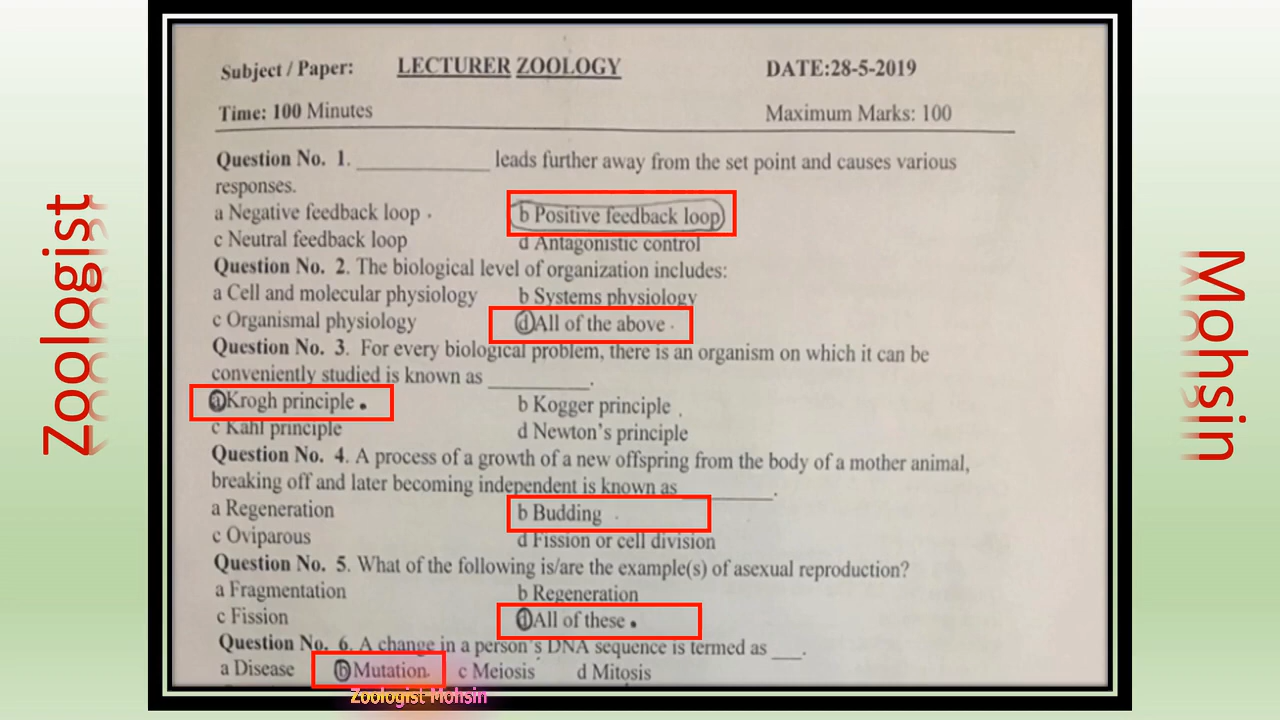 Zoologist
Subject / Paper: LECTURER ZOOLOGY DATE:28-5-2019
Time: 100 Minutes Maximum Marks: 100
Question No. 1. ____________ leads further away from the set point and causes various
responses.
a Negative feedback loop b Positive feedback loop
c Neutral feedback loop d Antagonistic control
Question No. 2. The biological level of organization includes:
a Cell and molecular physiology b Systems physiology
c Organismal physiology d All of the above
Question No. 3. For every biological problem, there is an organism on which it can be
conveniently studied is known as __________.
a Krogh principle b Kogger principle
c Kahl principle d Newton's principle
Question No. 4. A process of a growth of a new offspring from the body of a mother animal,
breaking off and later becoming independent is known as _________.
a Regeneration b Budding
c Oviparous d Fission or cell division
Question No. 5. What of the following is/are the example(s) of asexual reproduction?
a Fragmentation b Regeneration
c Fission d All of these
Question No. 6. A change in a person's DNA sequence is termed as ___.
a Disease b Mutation c Meiosis d Mitosis
Zoologist Mohsin
Mohsin